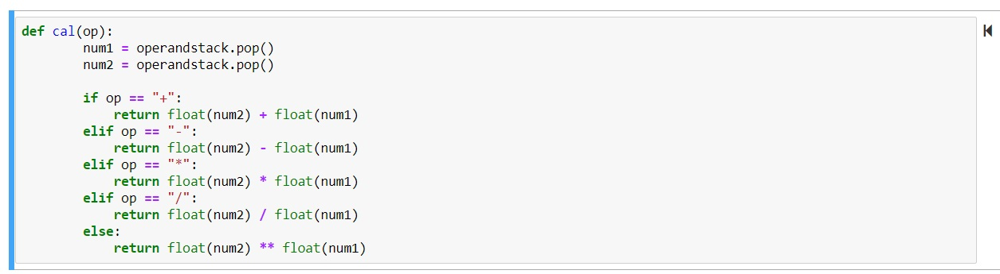 def cal(op):
        num1 = operandstack.pop()
        num2 = operandstack.pop()

        if op == "+":
            return float(num2) + float(num1)
        elif op == "-":
            return float(num2) - float(num1)
        elif op == "*":
            return float(num2) * float(num1)
        elif op == "/":
            return float(num2) / float(num1)
        else:
            return float(num2) ** float(num1)